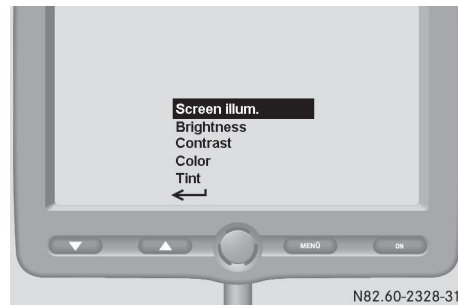 Screen illum.
Brightness
Contrast
Color
Tint
MENÜ
ON
N82.60-2328-31